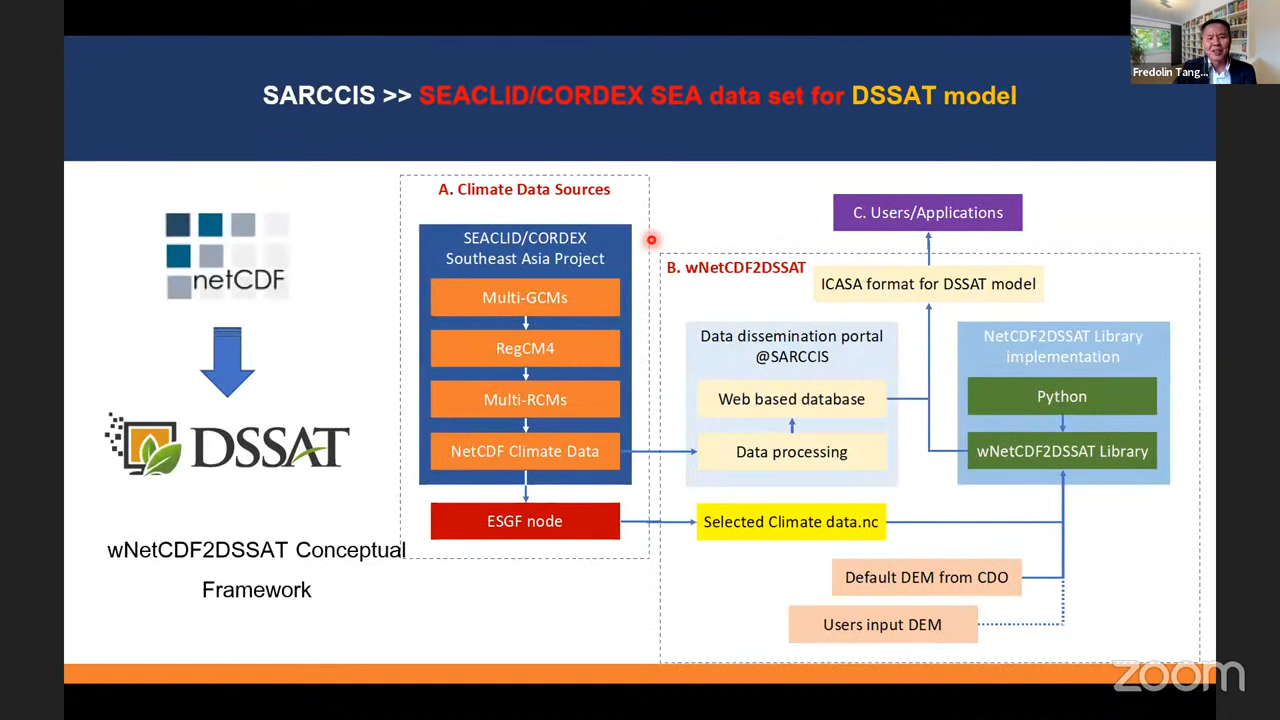 SARCCIS >> SEACLID/CORDEX SEA data set for DSSAT model
Fredolin Tang...
netCDF
DSSAT
wNetCDF2DSSAT Conceptual
Framework
A. Climate Data Sources
SEACLID/CORDEX
Southeast Asia Project
Multi-GCMs
RegCM4
Multi-RCMs
NetCDF Climate Data
ESGF node
C. Users/Applications
B. wNetCDF2DSSAT
ICASA format for DSSAT model
Data dissemination portal
@SARCCIS
Web based database
Data processing
NetCDF2DSSAT Library
implementation
Python
wNetCDF2DSSAT Library
Selected Climate data.nc
Default DEM from CDO
Users input DEM
zoom